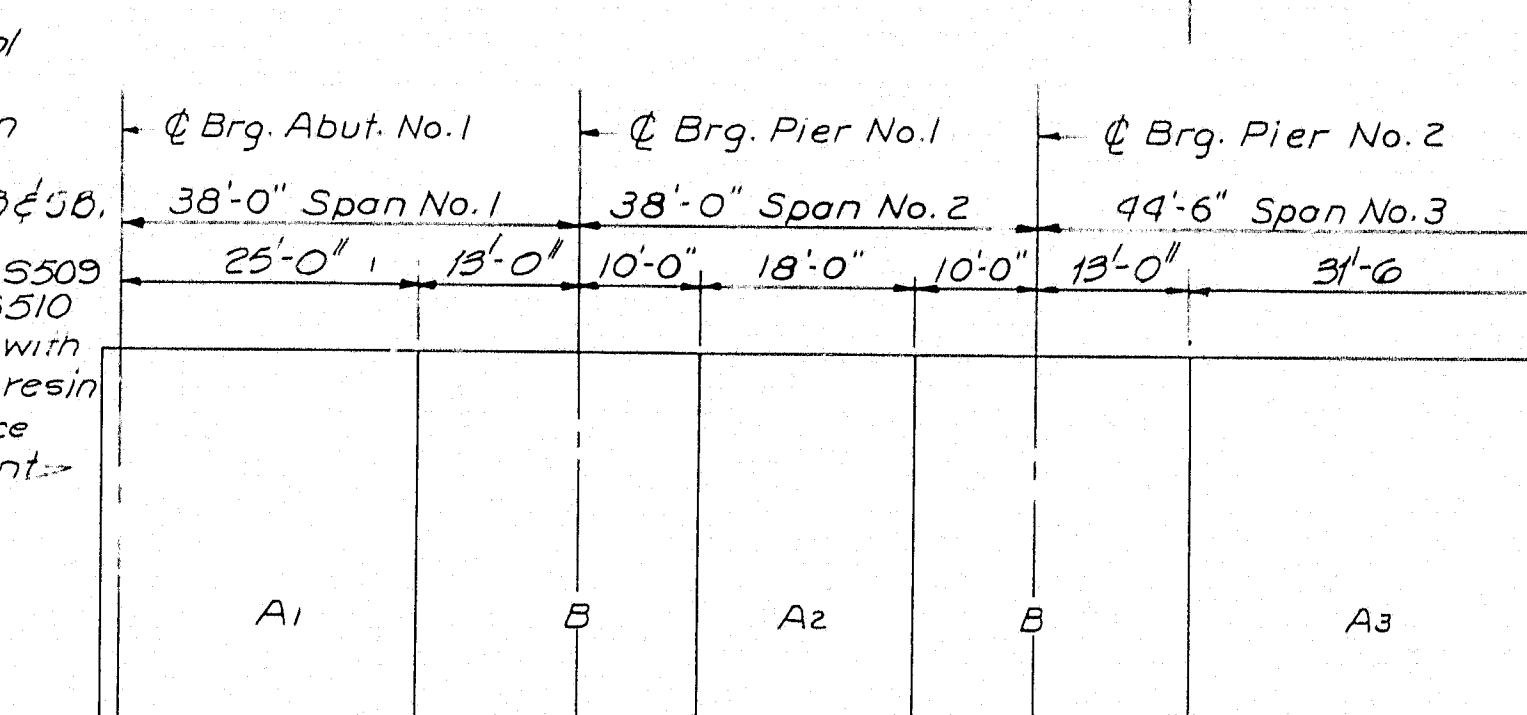 ℄ Brg. Abut. No.1 ℄ Brg. Pier No.1 ℄ Brg. Pier No. 2
38'-0" Span No.1 38'-0" Span No. 2 44'-6" Span No.3
S509 25'-0" 13'-0" 10'-0" 18'-0" 10'-0" 13'-0" 31'-6
S510
with
resin
A1 B A2 B A3